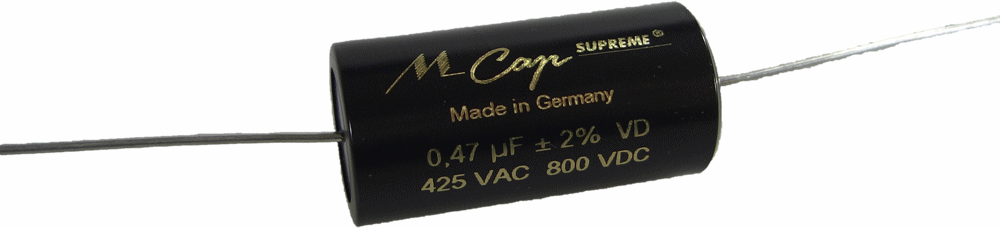 M Cap SUPREME®
Made in Germany
0,47 µF ± 2% VD
425 VAC 800 VDC